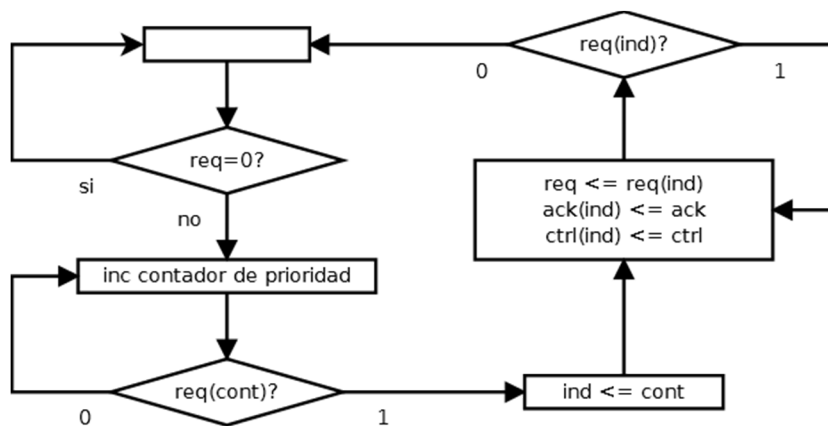 req(ind)?
0
1
req=0?
si
no
inc contador de prioridad
req <= req(ind)
ack(ind) <= ack
ctrl(ind) <= ctrl
req(cont)?
0
1
ind <= cont